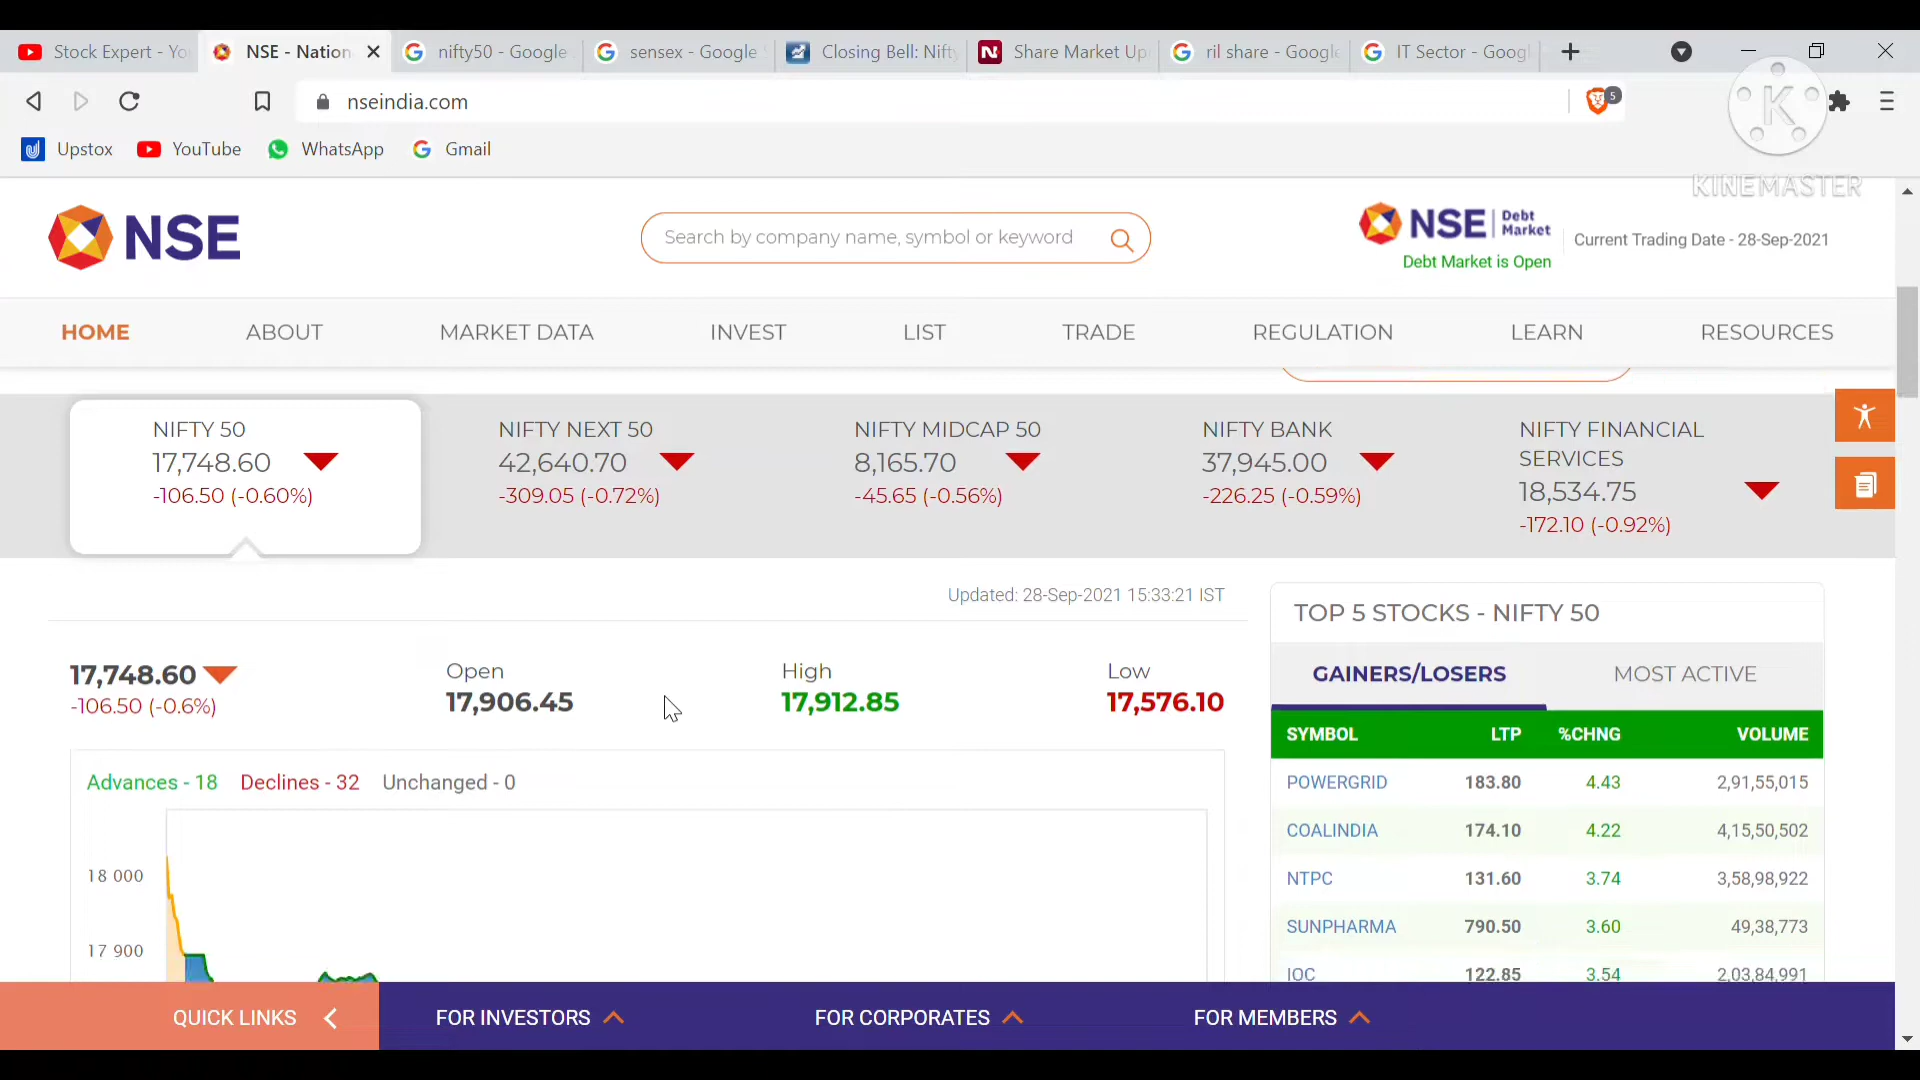 Stock Expert - Yo
NSE - Nation
nifty50 - Google
sensex - Google
Closing Bell: Nifty
Share Market Up
ril share - Google
IT Sector - Googl
nseindia.com
5
Upstox
YouTube
WhatsApp
Gmail
K
KINEMASTER
NSE
Search by company name, symbol or keyword
NSE
Debt
Market
Debt Market is Open
Current Trading Date - 28-Sep-2021
HOME
ABOUT
MARKET DATA
INVEST
LIST
TRADE
REGULATION
LEARN
RESOURCES
NIFTY 50
17,748.60
-106.50 (-0.60%)
NIFTY NEXT 50
42,640.70
-309.05 (-0.72%)
NIFTY MIDCAP 50
8,165.70
-45.65 (-0.56%)
NIFTY BANK
37,945.00
-226.25 (-0.59%)
NIFTY FINANCIAL
SERVICES
18,534.75
-172.10 (-0.92%)
Updated: 28-Sep-2021 15:33:21 IST
17,748.60
-106.50 (-0.6%)
Open
17,906.45
High
17,912.85
Low
17,576.10
Advances - 18 Declines - 32 Unchanged - 0
18 000
17 900
TOP 5 STOCKS - NIFTY 50
GAINERS/LOSERS MOST ACTIVE
SYMBOL LTP %CHNG VOLUME
POWERGRID 183.80 4.43 2,91,55,015
COALINDIA 174.10 4.22 4,15,50,502
NTPC 131.60 3.74 3,58,98,922
SUNPHARMA 790.50 3.60 49,38,773
IOC 122.85 3.54 2,03,84,991
QUICK LINKS
FOR INVESTORS
FOR CORPORATES
FOR MEMBERS